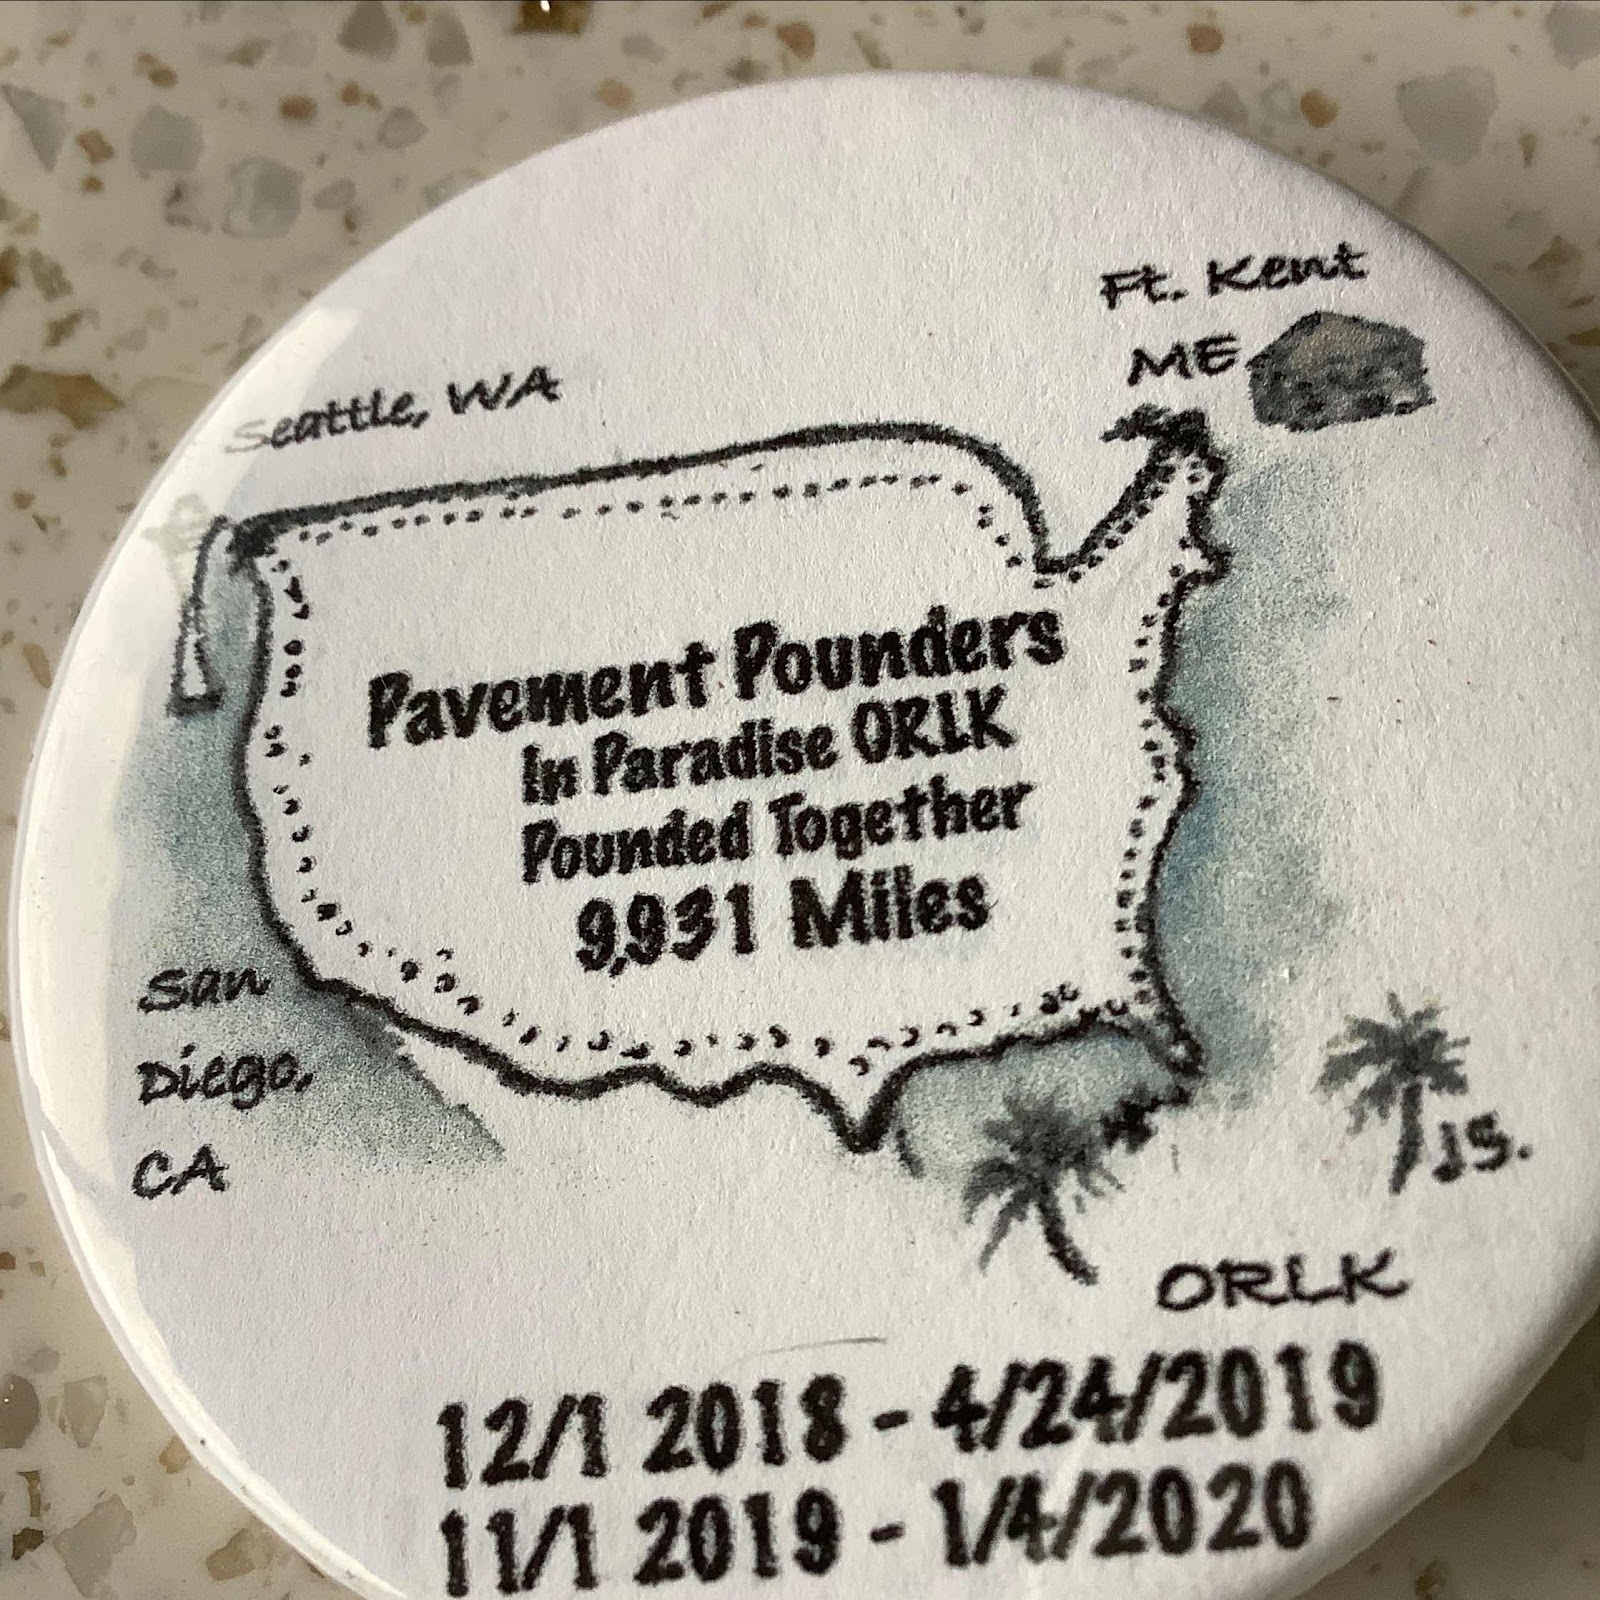 Ft. Kent
ME
Seattle, WA
Pavement Pounders
In Paradise ORLK
Pounded Together
9,931 Miles
San
Diego,
CA
JS.
ORLK
12/1 2018 - 4/24/2019
11/1 2019 - 1/4/2020